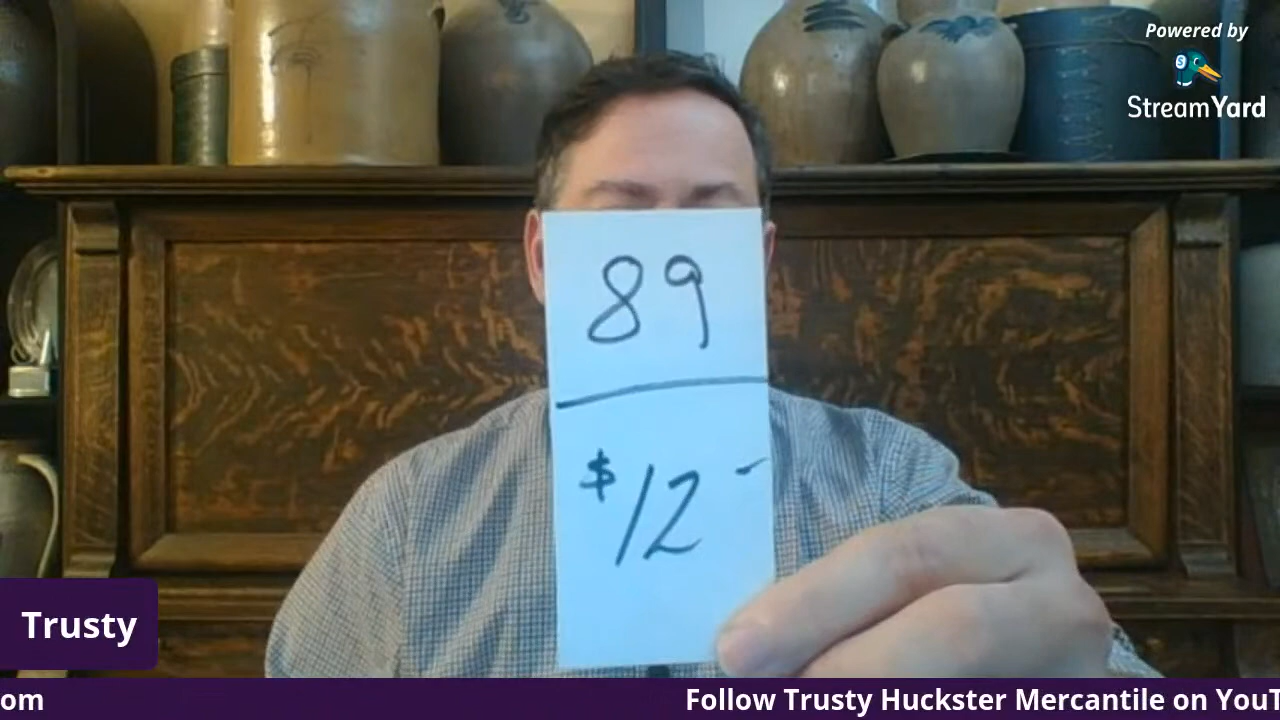 Powered by
StreamYard
89
$12-
Trusty
om
Follow Trusty Huckster Mercantile on YouT